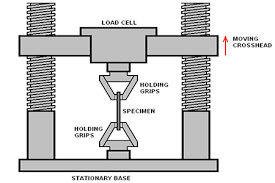 LOAD CELL
MOVING
CROSSHEAD
HOLDING
GRIPS
SPECIMEN
HOLDING
GRIPS
STATIONARY BASE